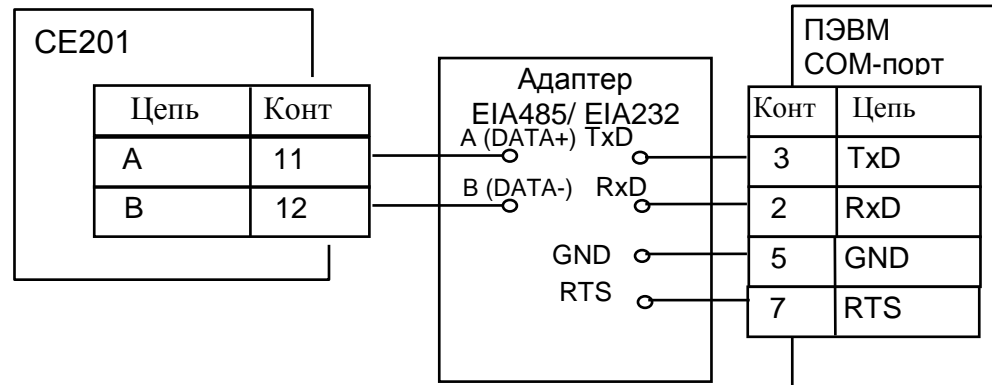 CE201
Цепь Конт
A 11
B 12
Адаптер
EIA485/ EIA232
A (DATA+) TxD
B (DATA-) RxD
GND
RTS
ПЭВМ
COM-порт
Конт Цепь
3 TxD
2 RxD
5 GND
7 RTS